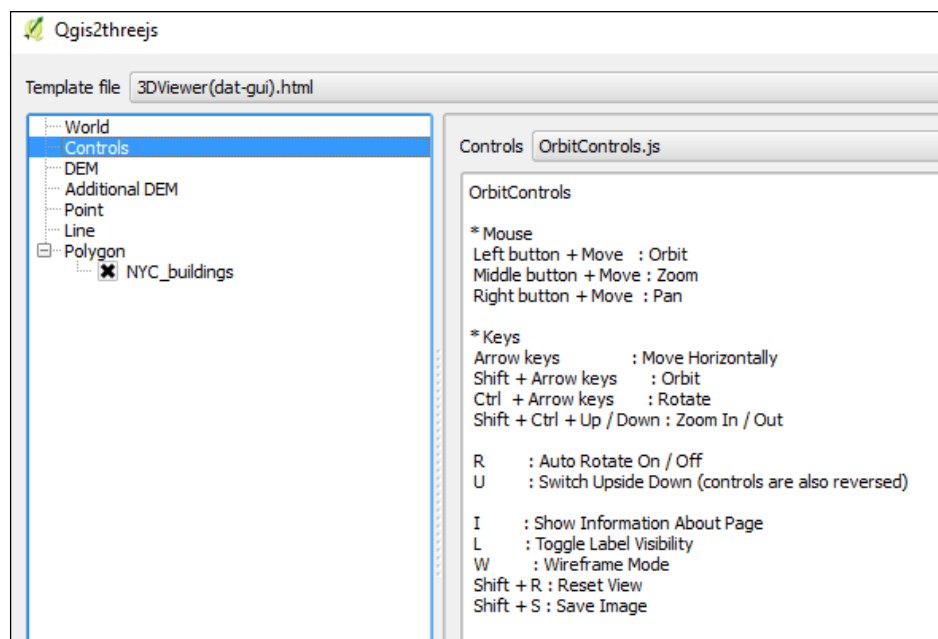 Qgis2threejs
Template file 3DViewer(dat-gui).html
World
Controls
DEM
Additional DEM
Point
Line
Polygon
NYC_buildings
Controls OrbitControls.js
OrbitControls
* Mouse
Left button + Move : Orbit
Middle button + Move : Zoom
Right button + Move : Pan
* Keys
Arrow keys : Move Horizontally
Shift + Arrow keys : Orbit
Ctrl + Arrow keys : Rotate
Shift + Ctrl + Up / Down : Zoom In / Out
R : Auto Rotate On / Off
U : Switch Upside Down (controls are also reversed)
I : Show Information About Page
L : Toggle Label Visibility
W : Wireframe Mode
Shift + R : Reset View
Shift + S : Save Image